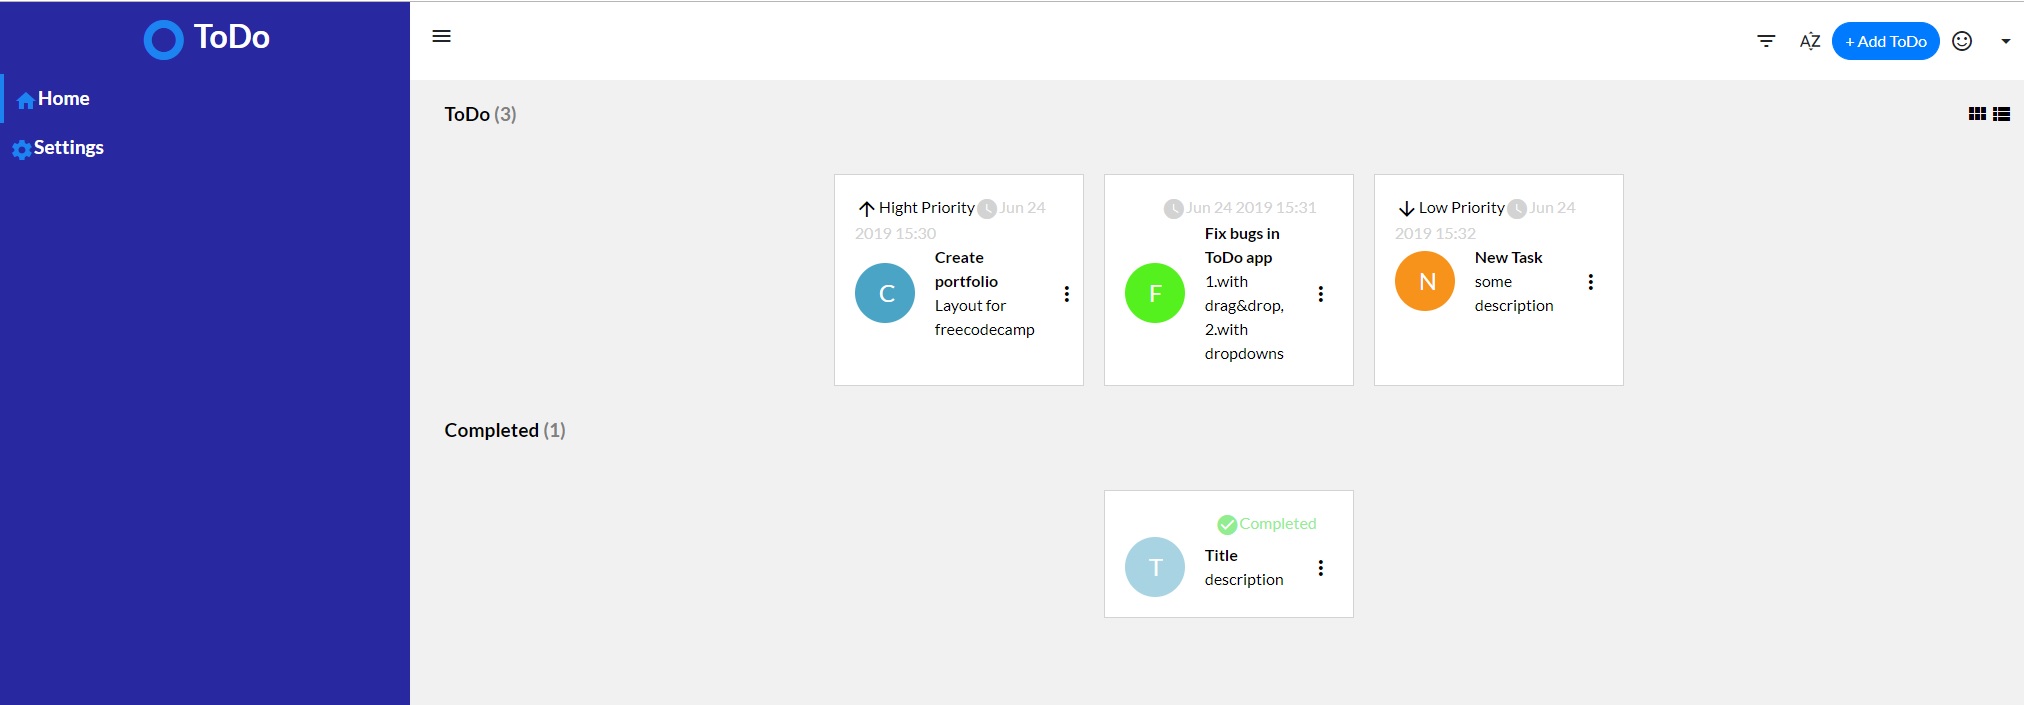 ToDo
Home
Settings
AZ
+ Add ToDo
ToDo (3)
Hight Priority Jun 24
2019 15:30
C
Create
portfolio
Layout for
freecodecamp
Jun 24 2019 15:31
F
Fix bugs in
ToDo app
1.with
drag&drop,
2.with
dropdowns
Low Priority Jun 24
2019 15:32
N
New Task
some
description
Completed (1)
Completed
T
Title
description